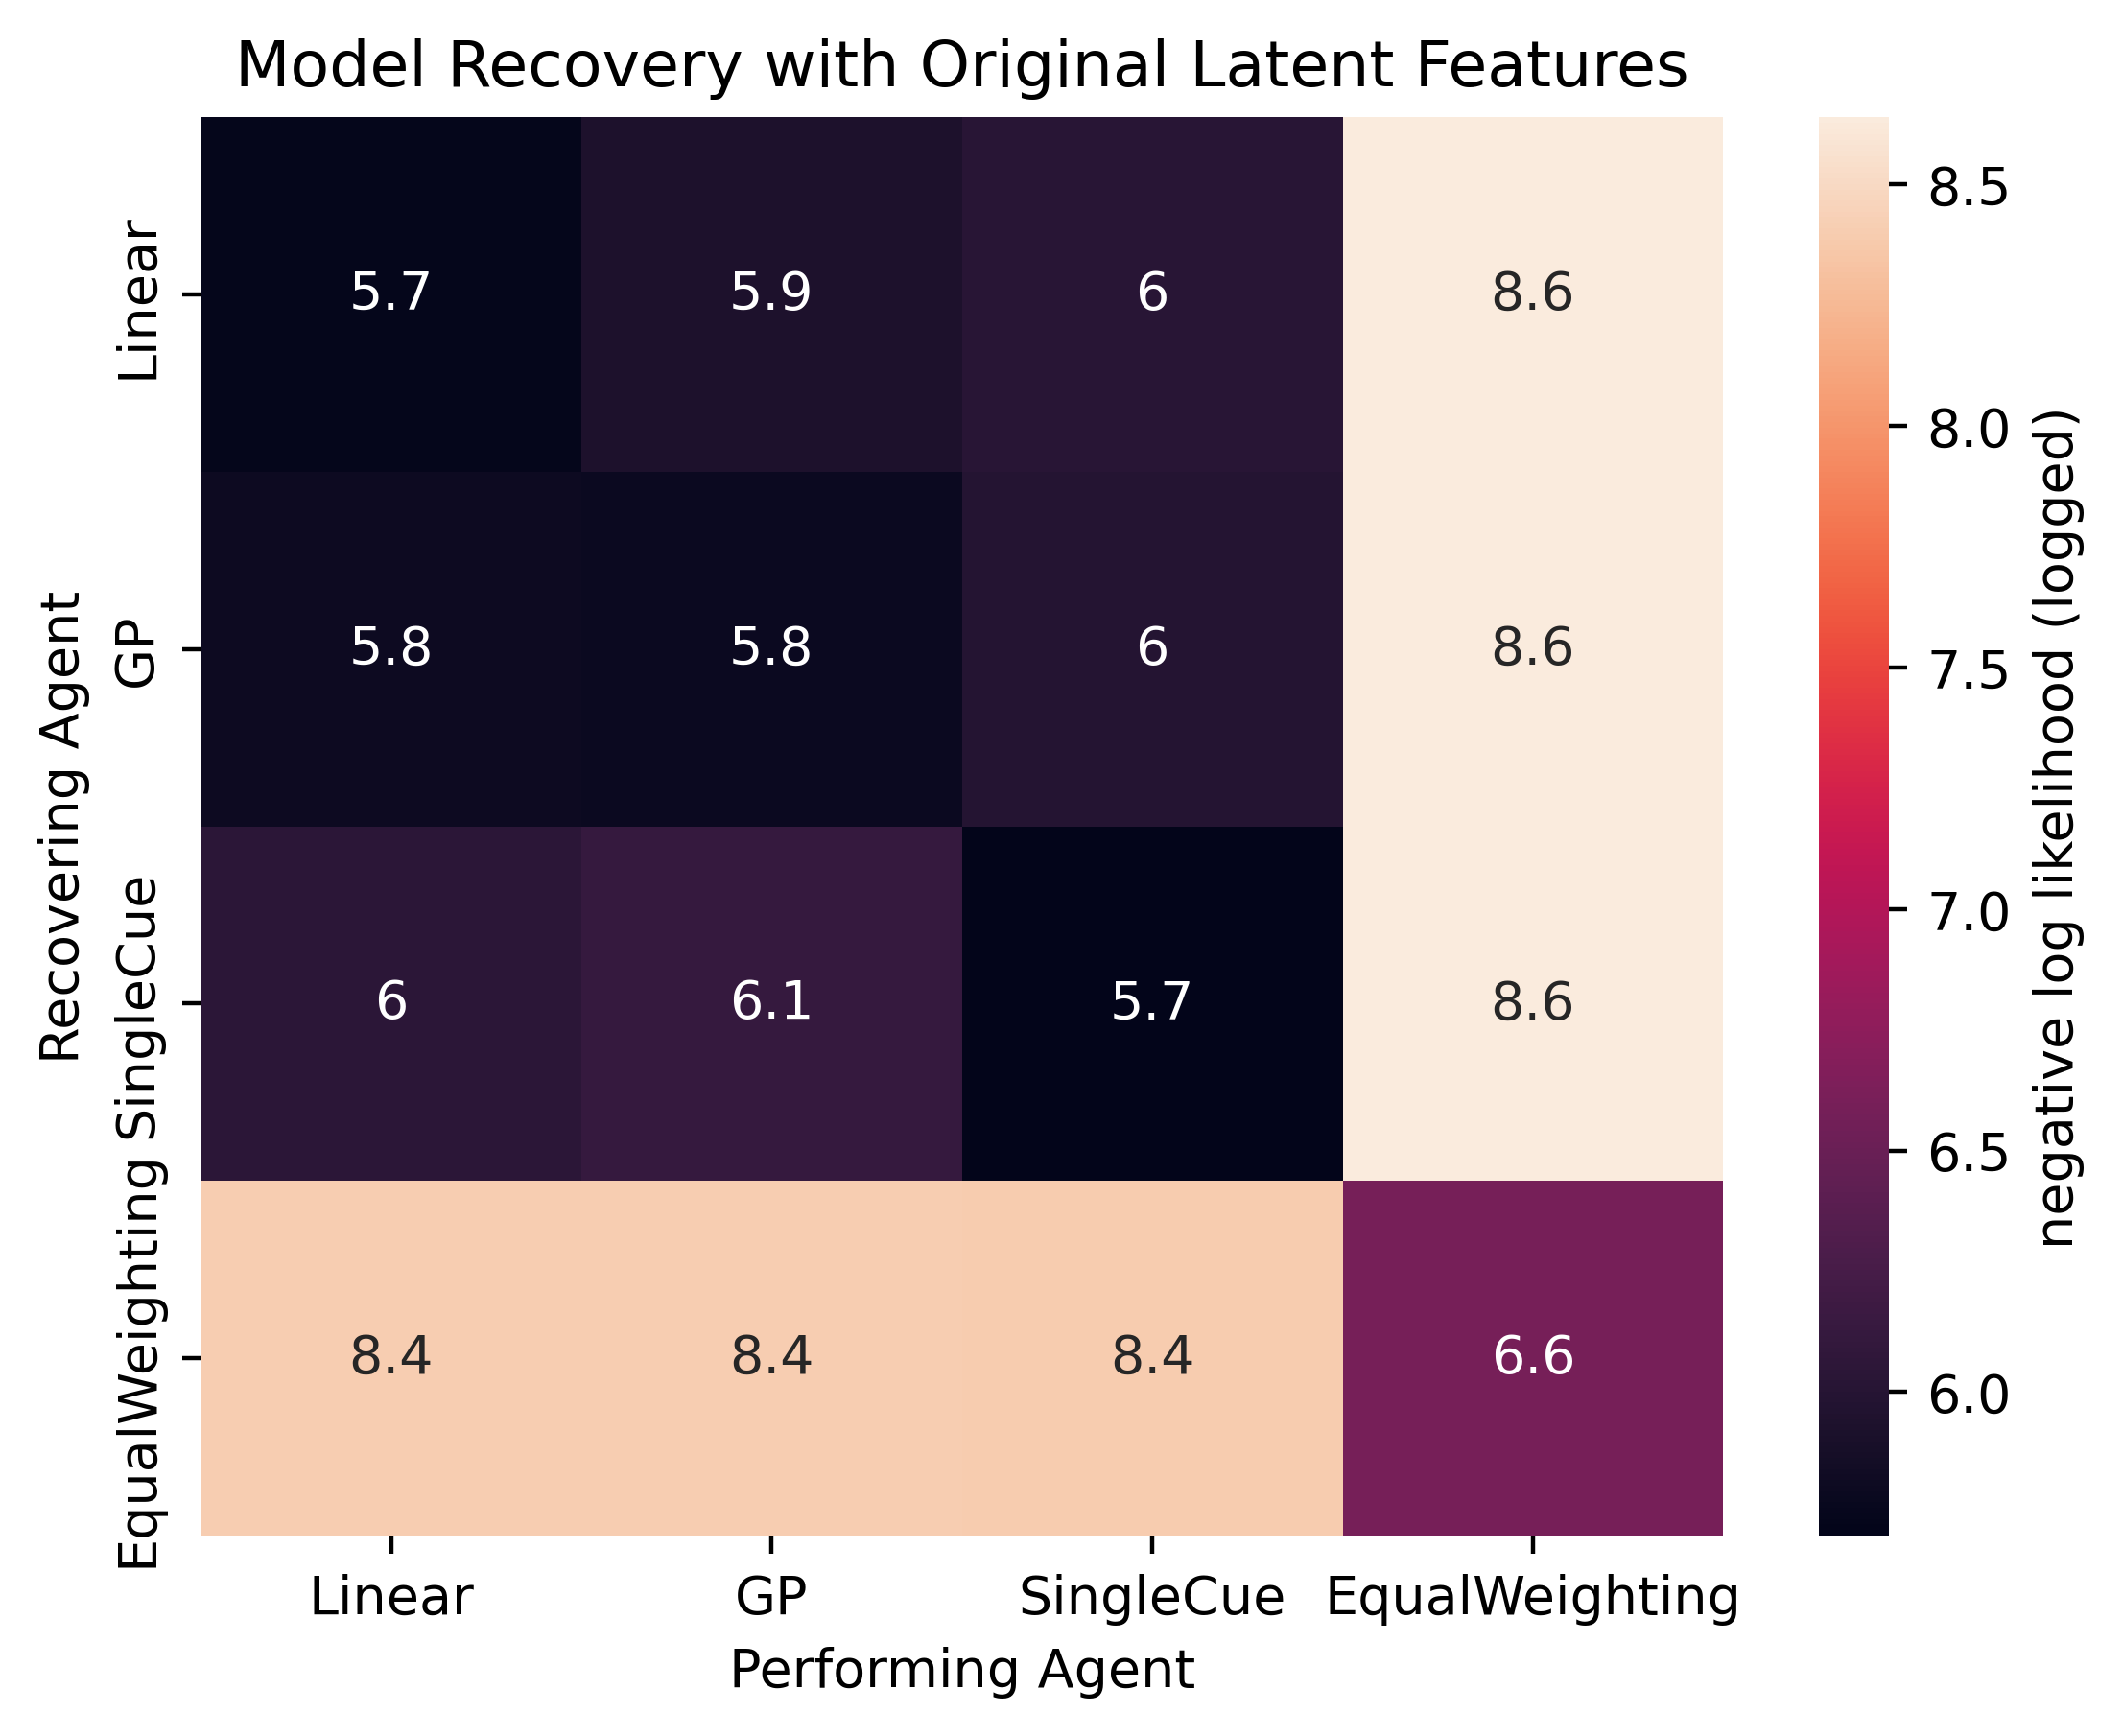 Model Recovery with Original Latent Features
Recovering Agent
Linear
5.7 5.9 6 8.6
GP
5.8 5.8 6 8.6
SingleCue
6 6.1 5.7 8.6
EqualWeighting
8.4 8.4 8.4 6.6
Linear GP SingleCue EqualWeighting
Performing Agent
8.5
8.0
7.5
7.0
6.5
6.0
negative log likelihood (logged)